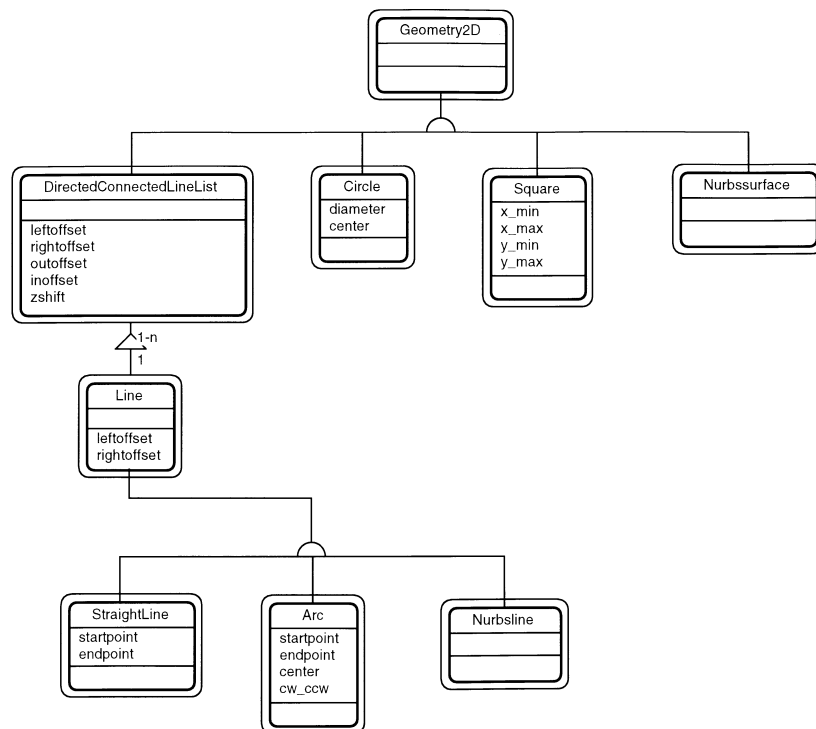 Geometry2D
DirectedConnectedLineList
leftoffset
rightoffset
outoffset
inoffset
zshift
Circle
diameter
center
Square
x_min
x_max
y_min
y_max
Nurbssurface
1-n
1
Line
leftoffset
rightoffset
StraightLine
startpoint
endpoint
Arc
startpoint
endpoint
center
cw_ccw
Nurbsline